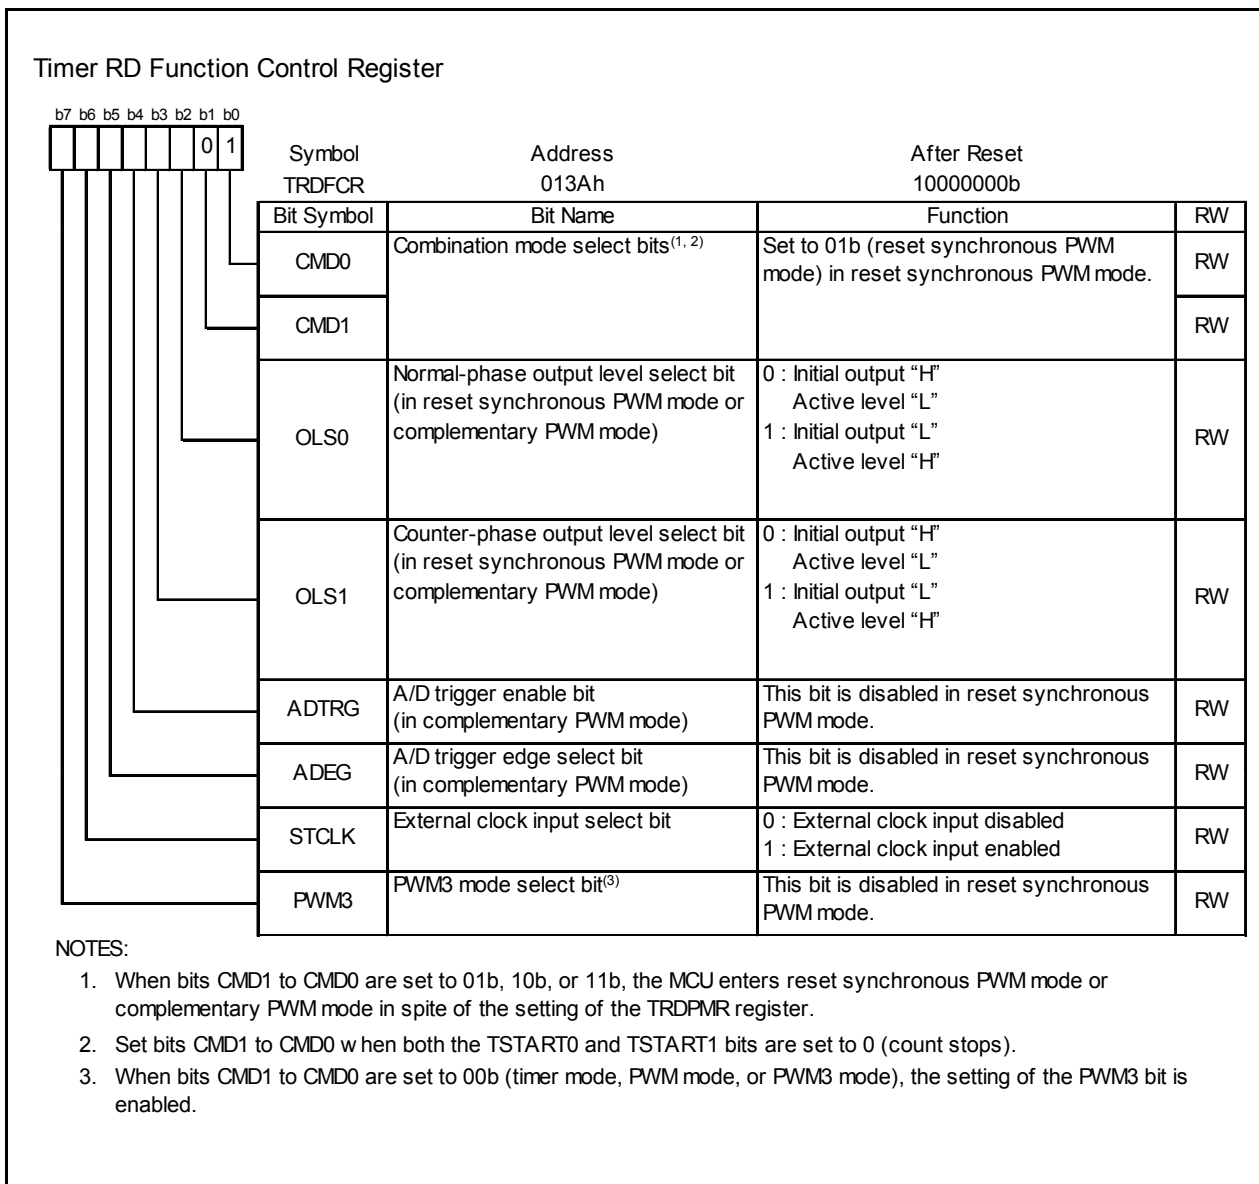 Timer RD Function Control Register
b7 b6 b5 b4 b3 b2 b1 b0
0 1
Symbol Address After Reset
TRDFCR 013Ah 10000000b
Bit Symbol Bit Name Function RW
CMD0 Combination mode select bits(1, 2) Set to 01b (reset synchronous PWM RW
mode) in reset synchronous PWM mode.
CMD1 RW
Normal-phase output level select bit 0 : Initial output “H”
(in reset synchronous PWM mode or Active level “L”
OLS0 complementary PWM mode) 1 : Initial output “L” RW
Active level “H”
Counter-phase output level select bit 0 : Initial output “H”
(in reset synchronous PWM mode or Active level “L”
OLS1 complementary PWM mode) 1 : Initial output “L” RW
Active level “H”
ADTRG A/D trigger enable bit This bit is disabled in reset synchronous RW
(in complementary PWM mode) PWM mode.
ADEG A/D trigger edge select bit This bit is disabled in reset synchronous RW
(in complementary PWM mode) PWM mode.
STCLK External clock input select bit 0 : External clock input disabled RW
1 : External clock input enabled
PWM3 PWM3 mode select bit(3) This bit is disabled in reset synchronous RW
PWM mode.
NOTES:
1. When bits CMD1 to CMD0 are set to 01b, 10b, or 11b, the MCU enters reset synchronous PWM mode or
complementary PWM mode in spite of the setting of the TRDPMR register.
2. Set bits CMD1 to CMD0 when both the TSTART0 and TSTART1 bits are set to 0 (count stops).
3. When bits CMD1 to CMD0 are set to 00b (timer mode, PWM mode, or PWM3 mode), the setting of the PWM3 bit is
enabled.